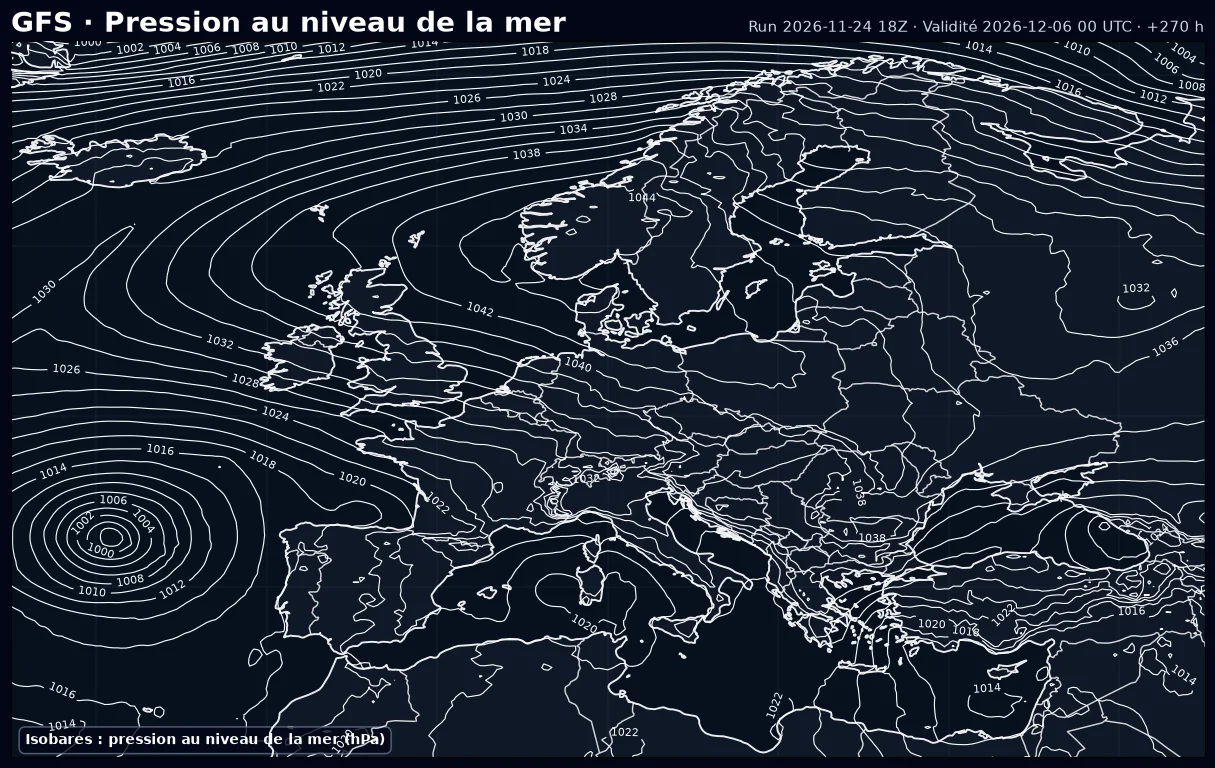 GFS · Pression au niveau de la mer
Run 2026-11-24 18Z · Validité 2026-12-06 00 UTC · +270 h
1000 1002 1004 1006 1008 1010 1012 1014 1018 1014 1010 1004
1006
1016 1020 1022 1024 1026 1028 1016 1012 1008
1030
1034
1038
1044
1030 1032
1042
1032 1036
1026 1028 1040
1024
1016 1018
1014 1020
1032
1006 1022 1038
1002 1004
1000 1038
1008
1010 1012
1022 1016
1020 1020 1018
1014
1016 1014
1022
1014 1022
Isobares : pression au niveau de la mer (hPa)